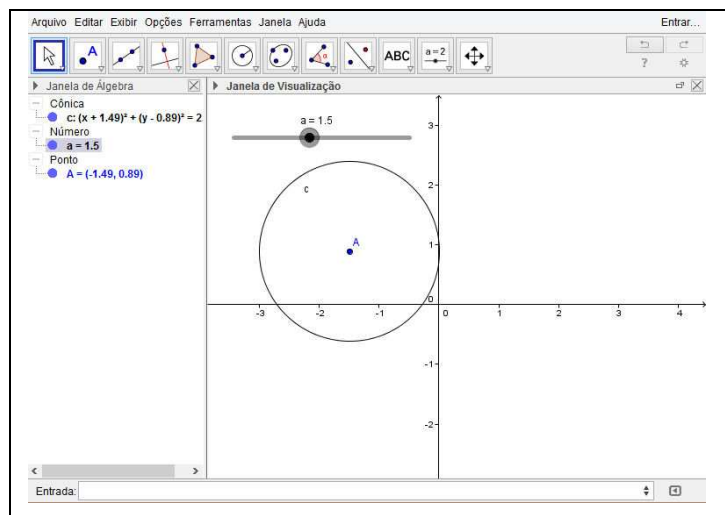 Arquivo Editar Exibir Opções Ferramentas Janela Ajuda Entrar...
A ABC a=2
?
Janela de Álgebra
Janela de Visualização
Cônica
c: (x + 1.49)² + (y - 0.89)² = 2
Número
a = 1.5
Ponto
A = (-1.49, 0.89)
a = 1.5
3
2
c
A
1
0
-3 -2 -1 0 1 2 3 4
-1
-2
Entrada: